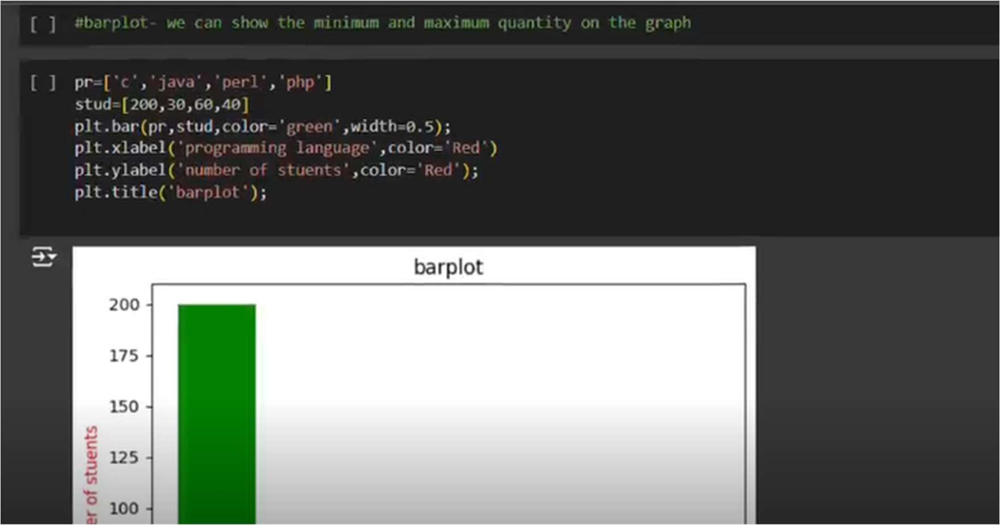 [ ] #barplot- we can show the minimum and maximum quantity on the graph
[ ] pr=['c','java','perl','php']
stud=[200,30,60,40]
plt.bar(pr,stud,color='green',width=0.5);
plt.xlabel('programming language',color='Red')
plt.ylabel('number of stuents',color='Red');
plt.title('barplot');
barplot
200
175
150
125
100
er of stuents